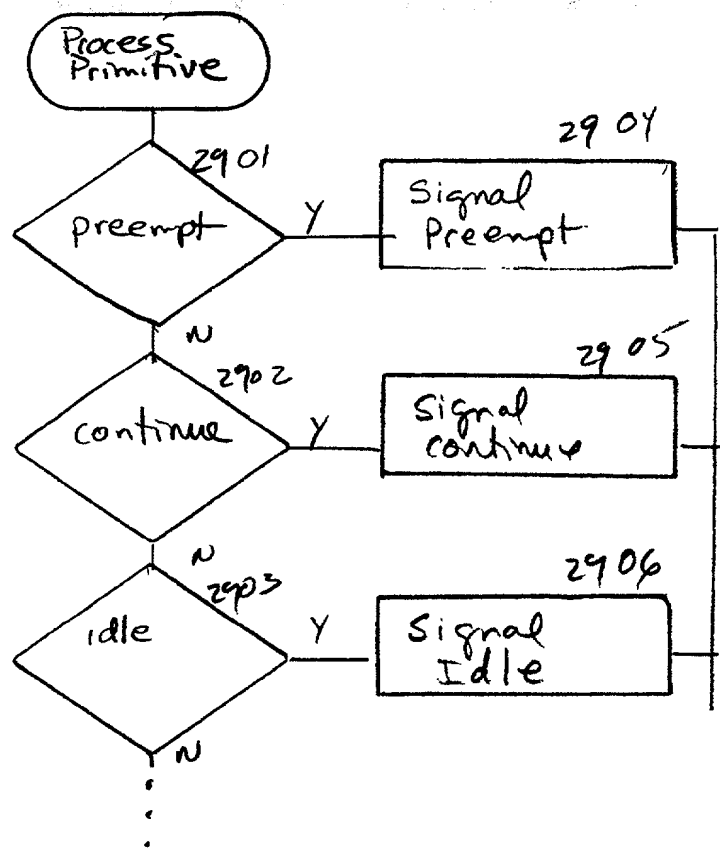 Process
Primitive
2901
preempt
Y
2904
Signal
Preempt
N
2902
continue
Y
2905
Signal
continue
N
2903
idle
Y
2906
Signal
Idle
N